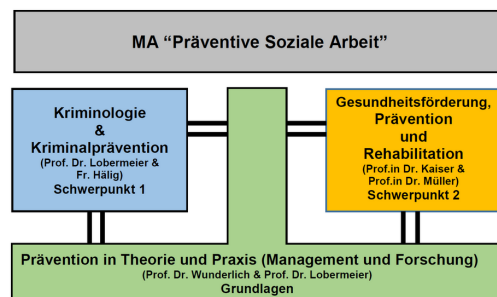 MA “Präventive Soziale Arbeit”
Kriminologie
&
Kriminalprävention
(Prof. Dr. Lobermeier &
Fr. Hälig)
Schwerpunkt 1
Gesundheitsförderung,
Prävention
und
Rehabilitation
(Prof.in Dr. Kaiser &
Prof.in Dr. Müller)
Schwerpunkt 2
Prävention in Theorie und Praxis (Management und Forschung)
(Prof. Dr. Wunderlich & Prof. Dr. Lobermeier)
Grundlagen